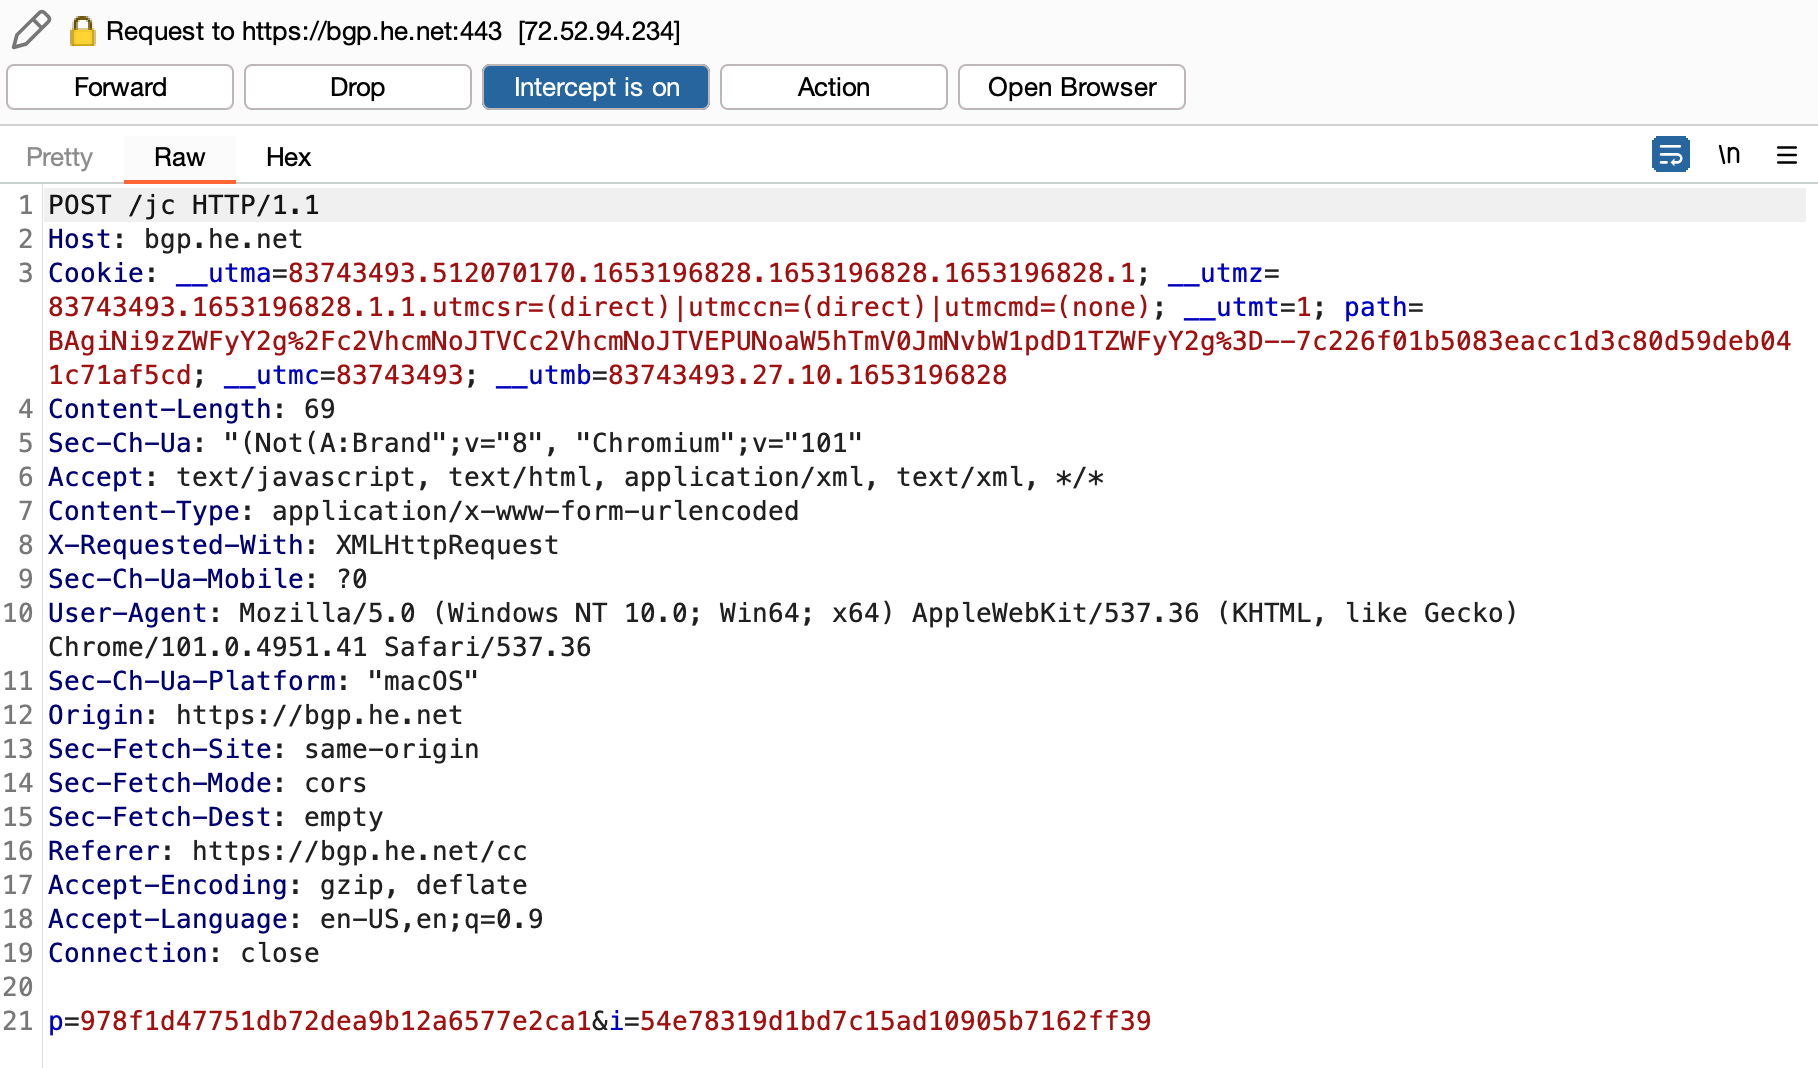 Request to https://bgp.he.net:443 [72.52.94.234]
Forward Drop Intercept is on Action Open Browser
Pretty Raw Hex \n
1 POST /jc HTTP/1.1
2 Host: bgp.he.net
3 Cookie: __utma=83743493.512070170.1653196828.1653196828.1653196828.1; __utmz=
83743493.1653196828.1.1.utmcsr=(direct)|utmccn=(direct)|utmcmd=(none); __utmt=1; path=
BAgiNi9zZWFyY2g%2Fc2VhcmNoJTVCc2VhcmNoJTVEPUNoaW5hTmV0JmNvbW1pdD1TZWFyY2g%3D--7c226f01b5083eacc1d3c80d59deb04
1c71af5cd; __utmc=83743493; __utmb=83743493.27.10.1653196828
4 Content-Length: 69
5 Sec-Ch-Ua: "(Not(A:Brand";v="8", "Chromium";v="101"
6 Accept: text/javascript, text/html, application/xml, text/xml, */*
7 Content-Type: application/x-www-form-urlencoded
8 X-Requested-With: XMLHttpRequest
9 Sec-Ch-Ua-Mobile: ?0
10 User-Agent: Mozilla/5.0 (Windows NT 10.0; Win64; x64) AppleWebKit/537.36 (KHTML, like Gecko)
Chrome/101.0.4951.41 Safari/537.36
11 Sec-Ch-Ua-Platform: "macOS"
12 Origin: https://bgp.he.net
13 Sec-Fetch-Site: same-origin
14 Sec-Fetch-Mode: cors
15 Sec-Fetch-Dest: empty
16 Referer: https://bgp.he.net/cc
17 Accept-Encoding: gzip, deflate
18 Accept-Language: en-US,en;q=0.9
19 Connection: close
20
21 p=978f1d47751db72dea9b12a6577e2ca1&i=54e78319d1bd7c15ad10905b7162ff39